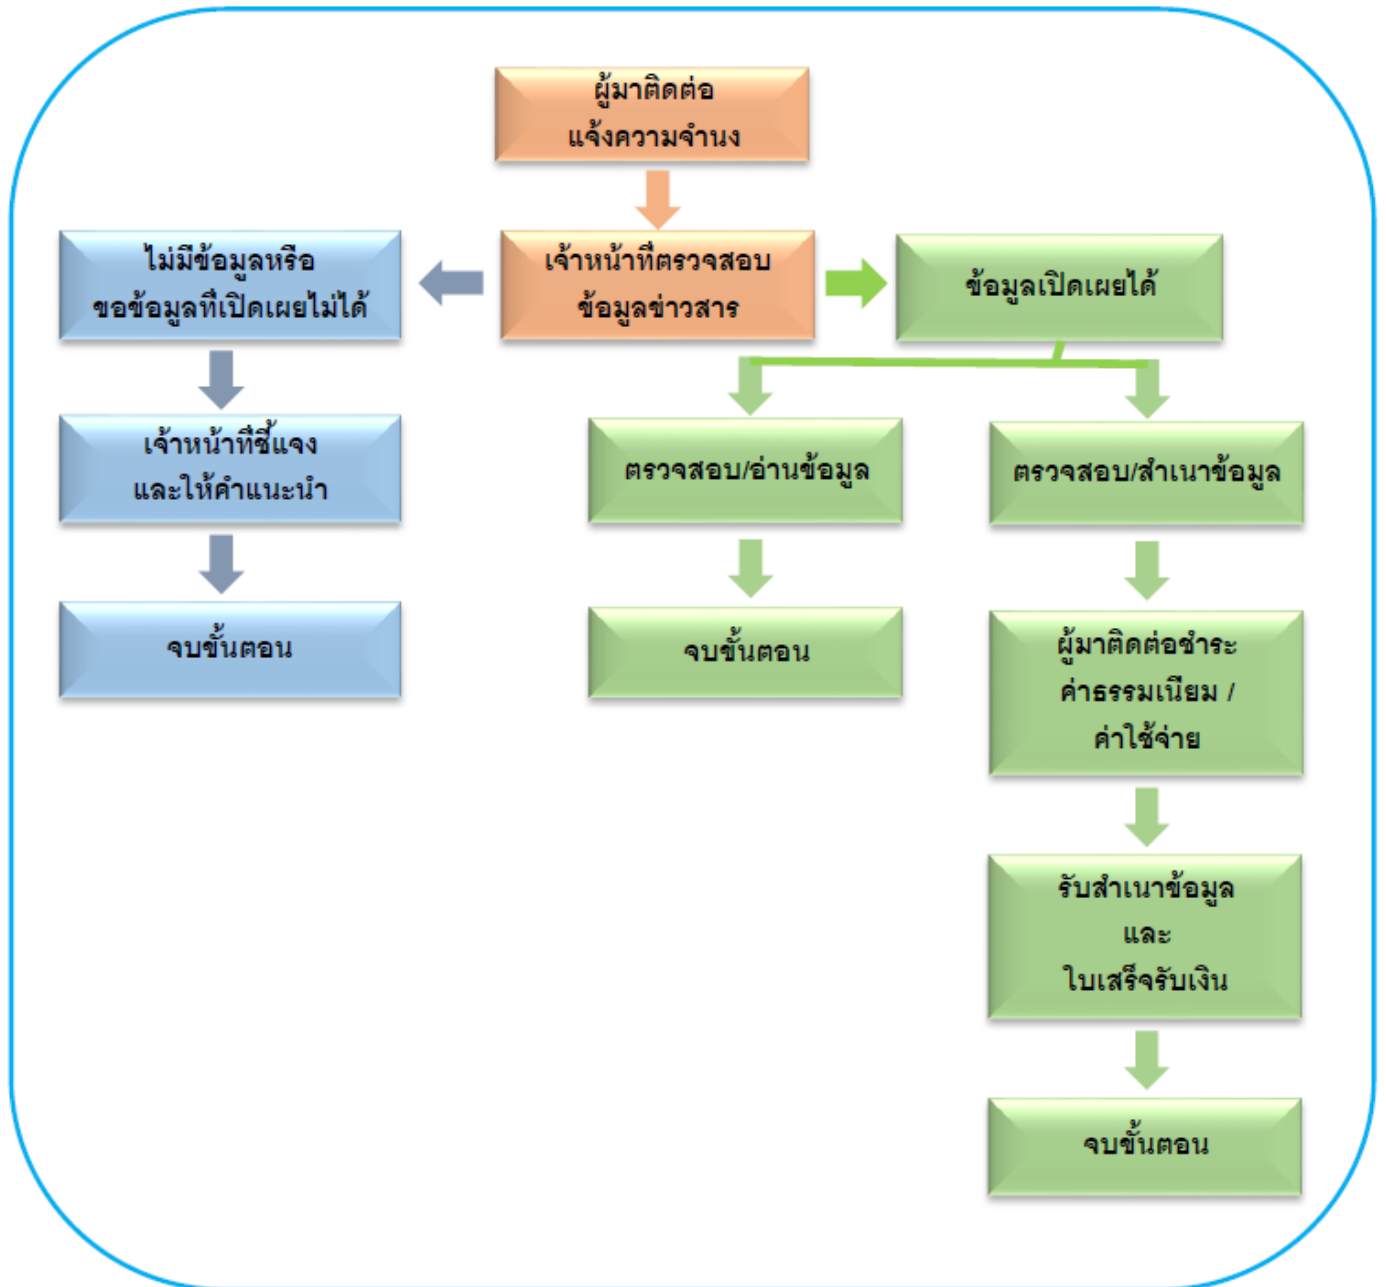 ผู้มาติดต่อ
แจ้งความจำนง
ไม่มีข้อมูลหรือ
ขอข้อมูลที่เปิดเผยไม่ได้
เจ้าหน้าที่ตรวจสอบ
ข้อมูลข่าวสาร
ข้อมูลเปิดเผยได้
เจ้าหน้าที่ชี้แจง
และให้คำแนะนำ
ตรวจสอบ/อ่านข้อมูล
ตรวจสอบ/สำเนาข้อมูล
จบขั้นตอน
จบขั้นตอน
ผู้มาติดต่อชำระ
ค่าธรรมเนียม /
ค่าใช้จ่าย
รับสำเนาข้อมูล
และ
ใบเสร็จรับเงิน
จบขั้นตอน